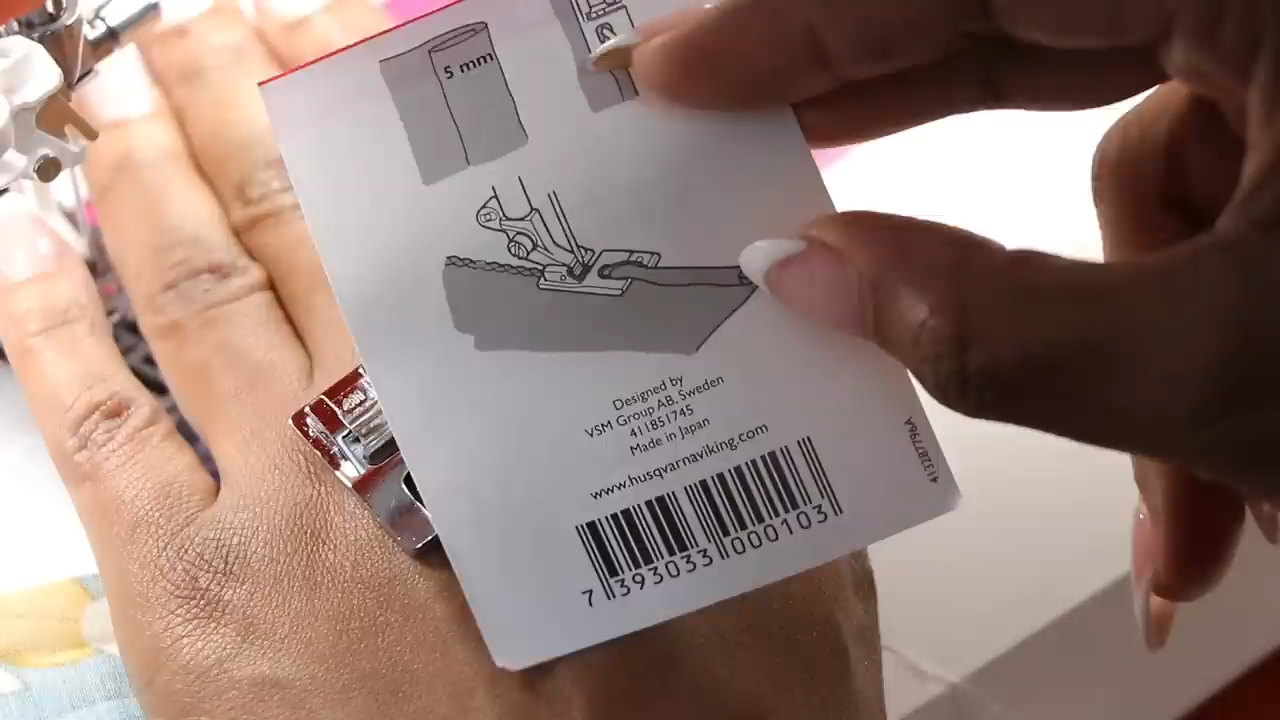 5 mm
Designed by
VSM Group AB, Sweden
411851745
Made in Japan
www.husqvarnaviking.com
413287796A
7 393033 000103